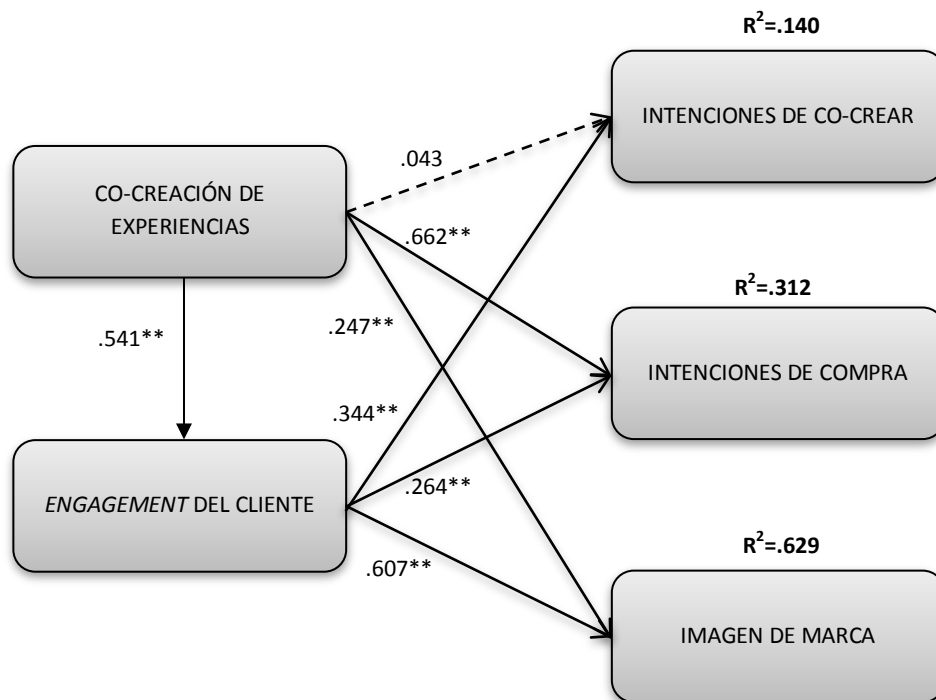 R²=.140
INTENCIONES DE CO-CREAR
.043
CO-CREACIÓN DE
EXPERIENCIAS
.662**
R²=.312
.247**
.541**
INTENCIONES DE COMPRA
.344**
.264**
ENGAGEMENT DEL CLIENTE
R²=.629
.607**
IMAGEN DE MARCA